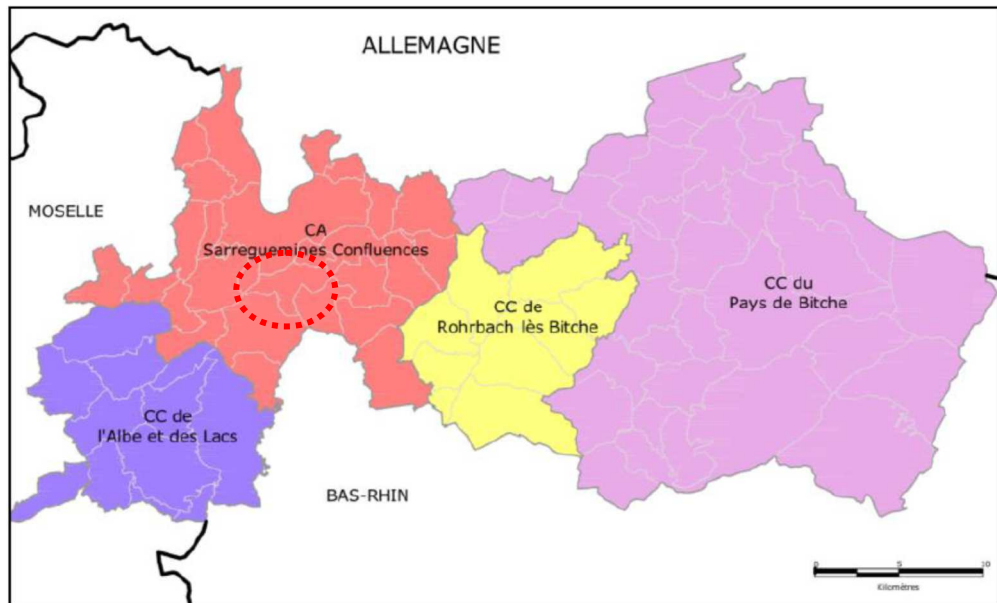 ALLEMAGNE
MOSELLE
CA
Sarreguemines Confluences
CC du
Pays de Bitche
CC de
Rohrbach lès Bitche
CC de
l'Albe et des Lacs
BAS-RHIN
0 5 10
Kilomètres